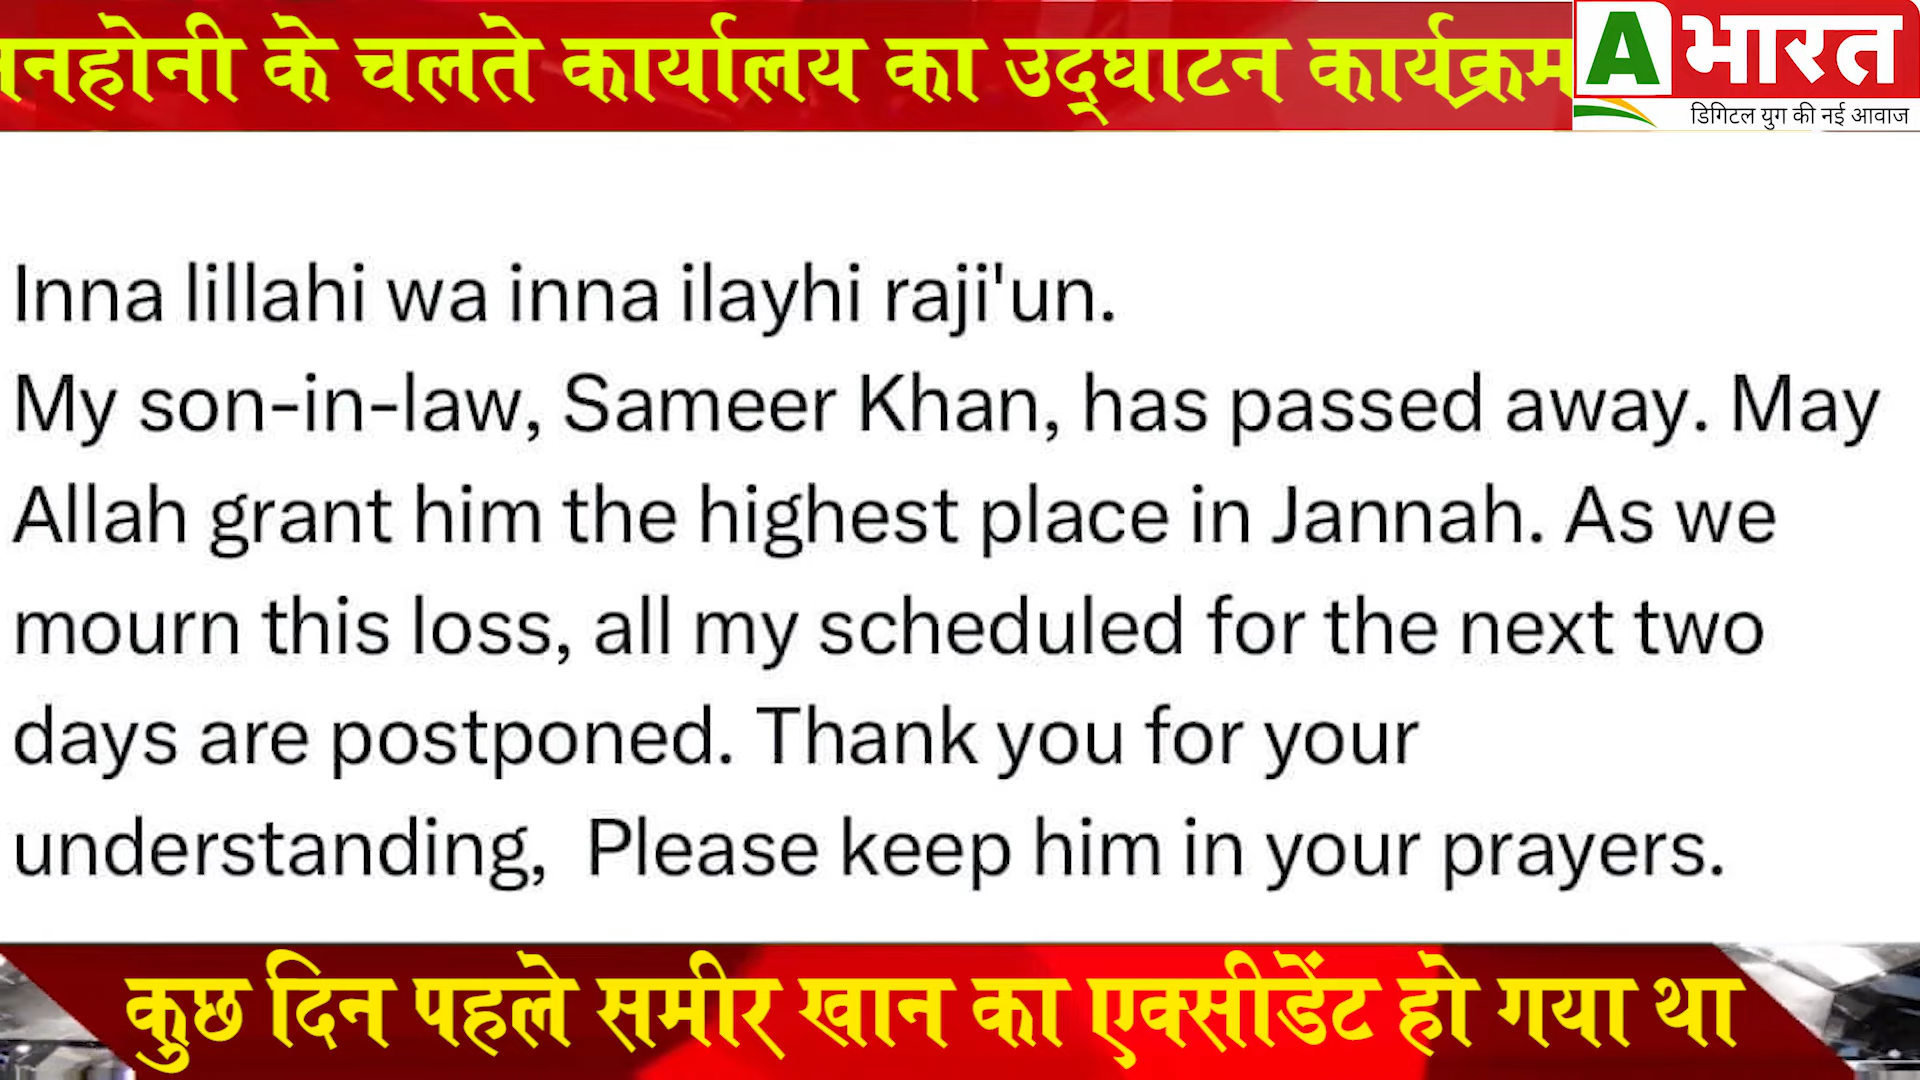 के चलते कार्यालय का उद्घाटन कार्यक्रम
A भारत
डिजिटल युग की नई आवाज
Inna lillahi wa inna ilayhi raji'un.
My son-in-law, Sameer Khan, has passed away. May
Allah grant him the highest place in Jannah. As we
mourn this loss, all my scheduled for the next two
days are postponed. Thank you for your
understanding, Please keep him in your prayers.
कुछ दिन पहले समीर खान का एक्सीडेंट हो गया था